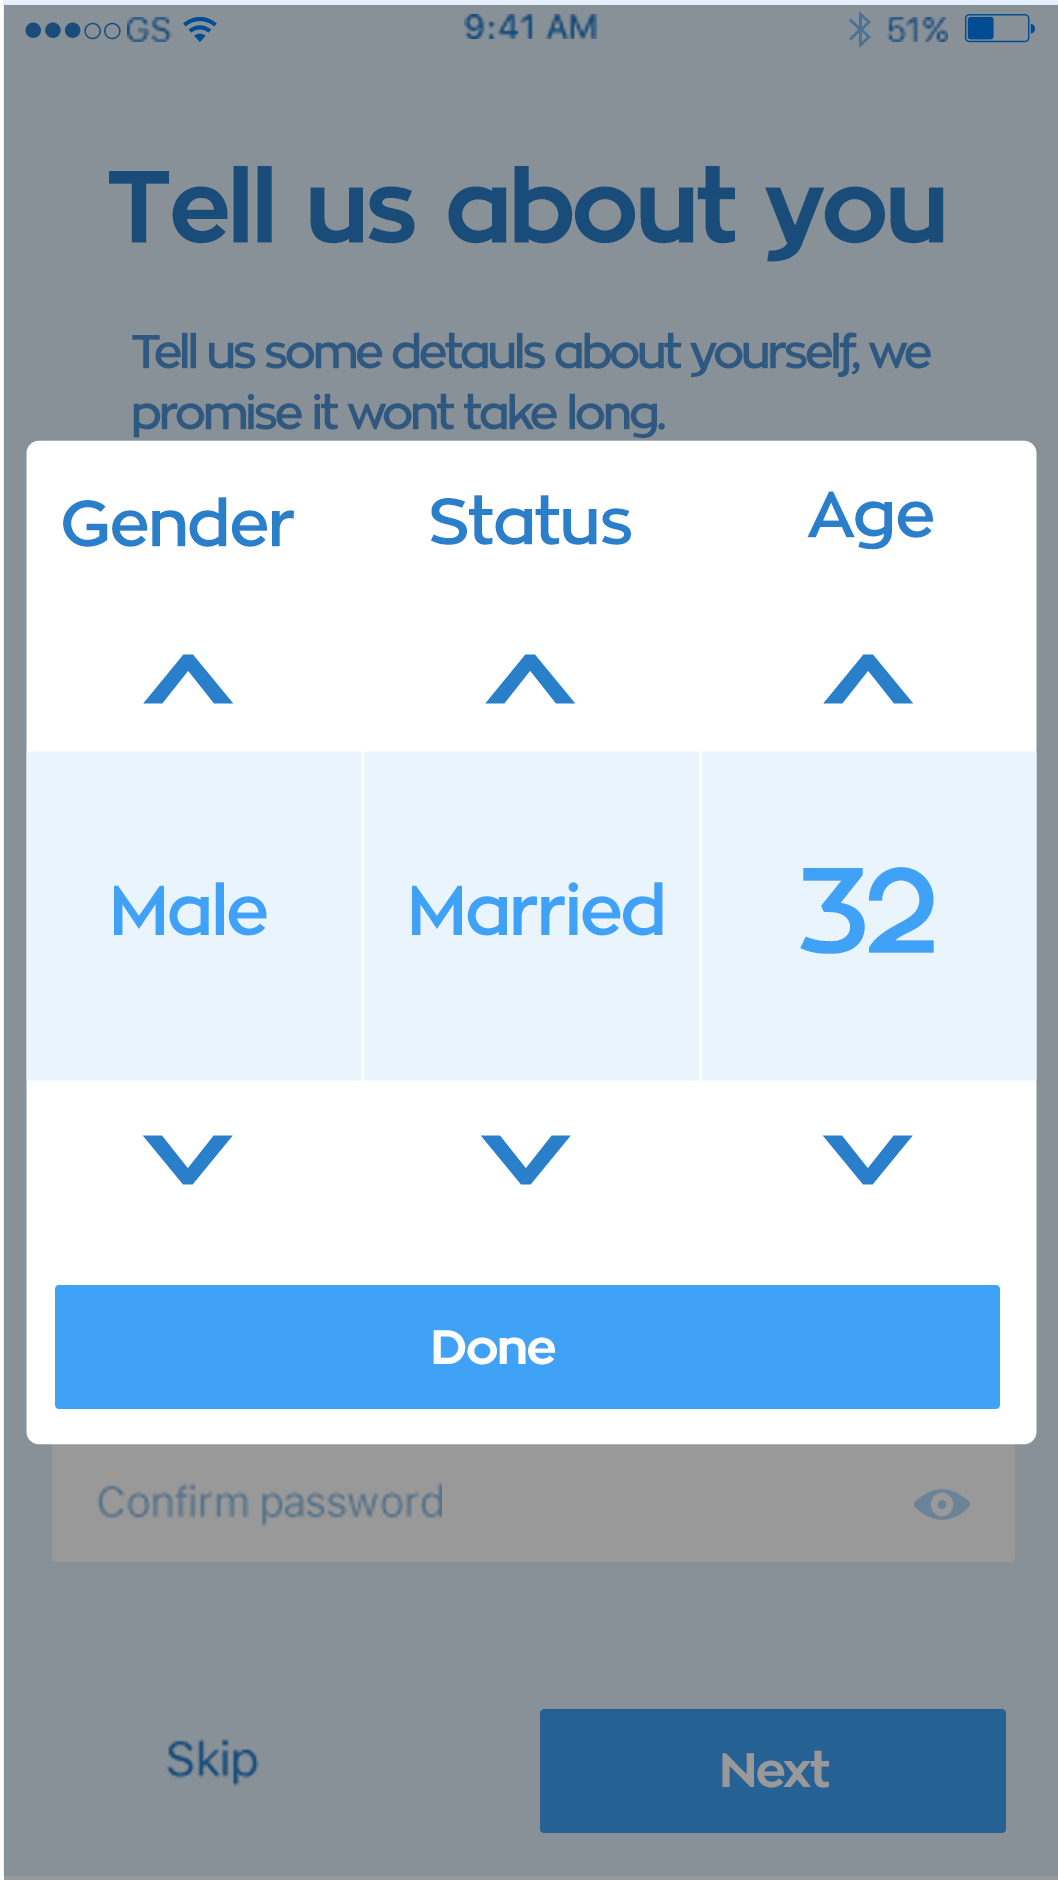 GS 9:41 AM 51%
Tell us about you
Tell us some detauls about yourself, we
promise it wont take long.
Gender Status Age
Male Married 32
Done
Confirm password
Skip Next